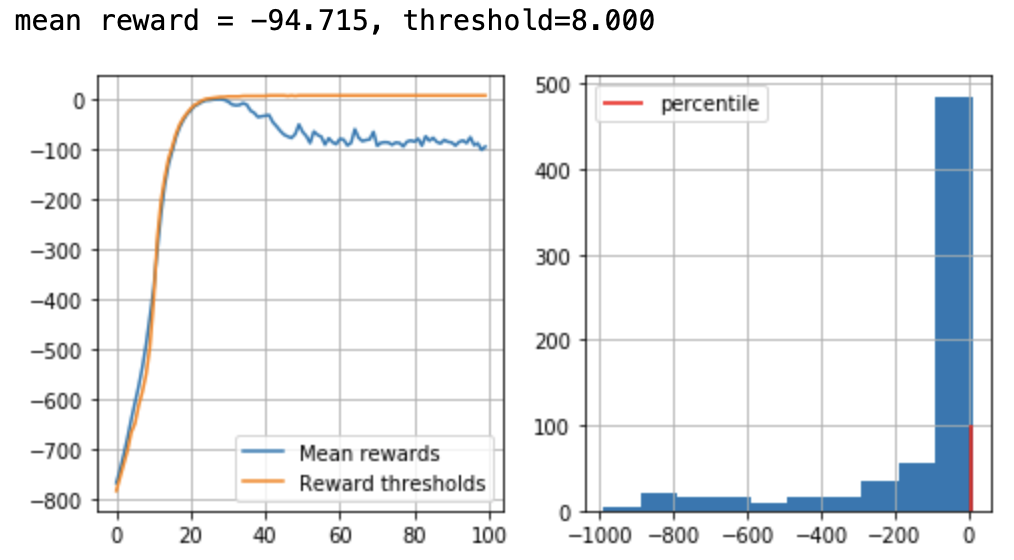 mean reward = -94.715, threshold=8.000
0
−100
−200
−300
−400
−500
−600
−700
−800
0 20 40 60 80 100
Mean rewards
Reward thresholds
500
400
300
200
100
0
−1000 −800 −600 −400 −200 0
percentile